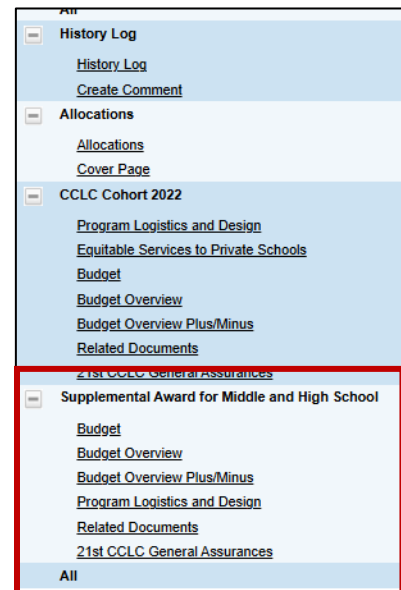 All
History Log
History Log
Create Comment
Allocations
Allocations
Cover Page
CCLC Cohort 2022
Program Logistics and Design
Equitable Services to Private Schools
Budget
Budget Overview
Budget Overview Plus/Minus
Related Documents
21st CCLC General Assurances
Supplemental Award for Middle and High School
Budget
Budget Overview
Budget Overview Plus/Minus
Program Logistics and Design
Related Documents
21st CCLC General Assurances
All